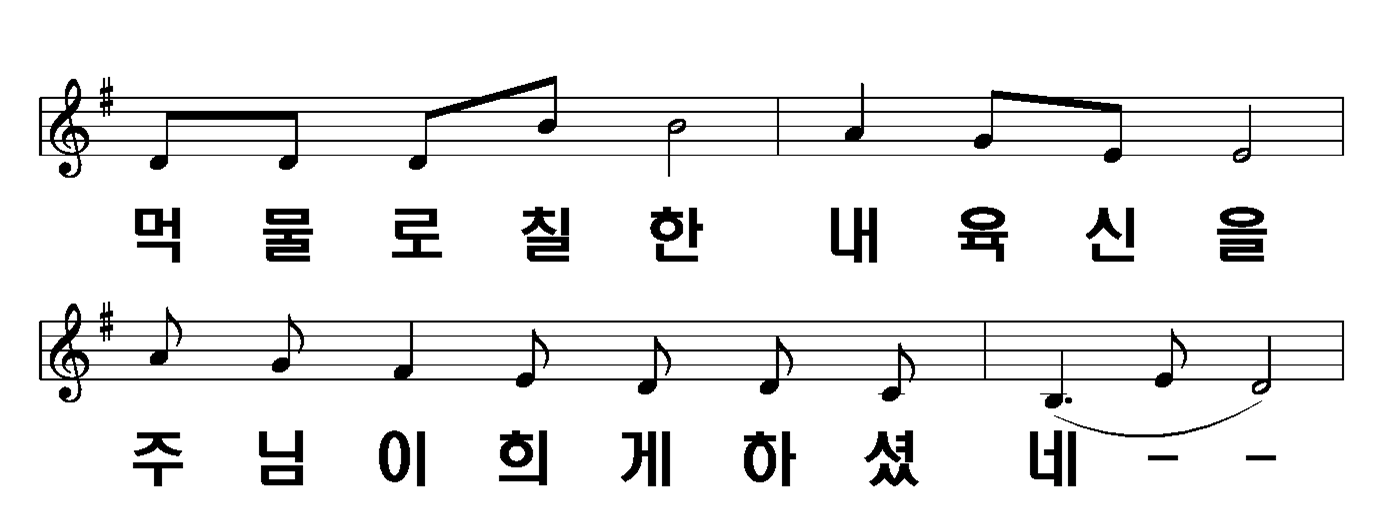 먹 물 로 칠 한 내 육 신 을
주 님 이 희 게 하 셨 네 - -